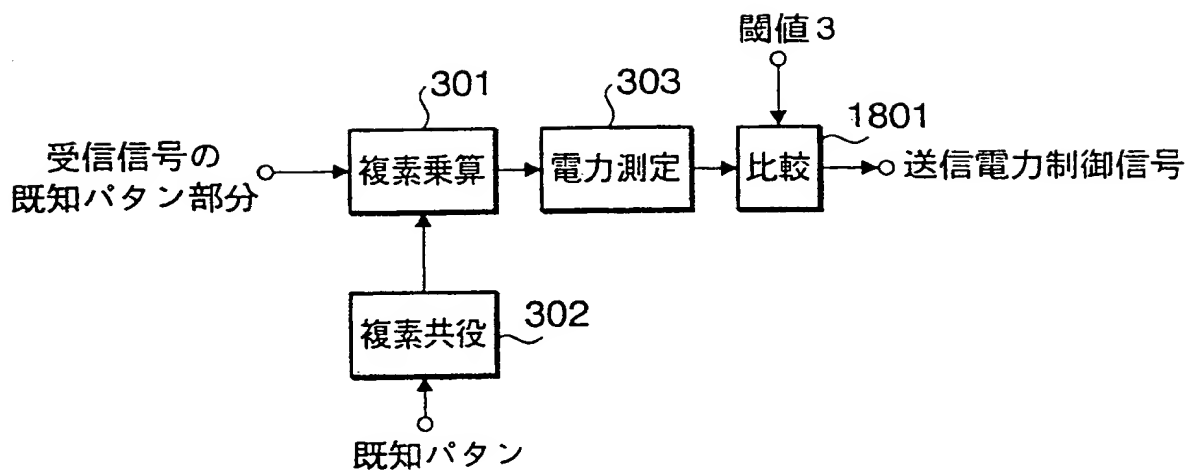 閾値3
301
303
1801
受信信号の
既知パタン部分
複素乗算
電力測定
比較
送信電力制御信号
複素共役
302
既知パタン